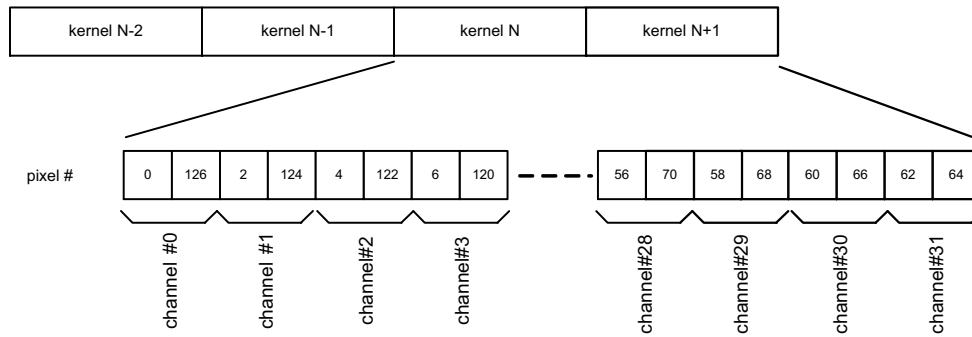 kernel N-2 kernel N-1 kernel N kernel N+1
pixel # 0 126 2 124 4 122 6 120 56 70 58 68 60 66 62 64
channel #0 channel #1 channel#2 channel#3 channel#28 channel#29 channel#30 channel#31